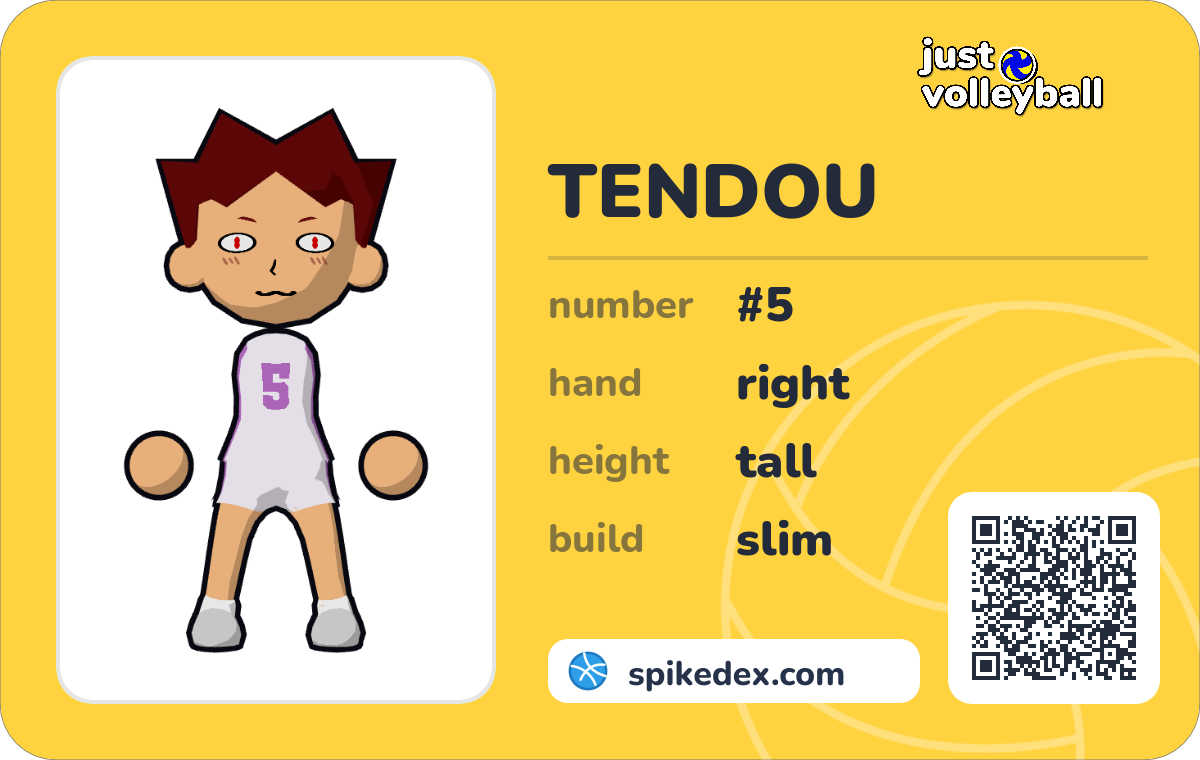 just
volleyball
TENDOU
number #5
hand right
height tall
build slim
5
spikedex.com